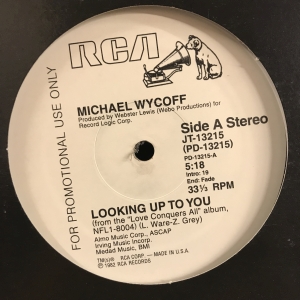 RCA
FOR PROMOTIONAL USE ONLY
MICHAEL WYCOFF
Produced by Webster Lewis (Webo Productions) for
Record Logic Corp.
Side A Stereo
JT-13215
(PD-13215)
PD-13215-A
5:18
Intro: 19
End: Fade
33⅓ RPM
LOOKING UP TO YOU
(from the "Love Conquers All" album,
NFL1-8004) (L. Ware-Z. Grey)
Almo Music Corp., ASCAP
Irving Music Inc.
Medad Music, BMI
TMK(s)® RCA CORP. — MADE IN U.S.A.
© 1982 RCA RECORDS